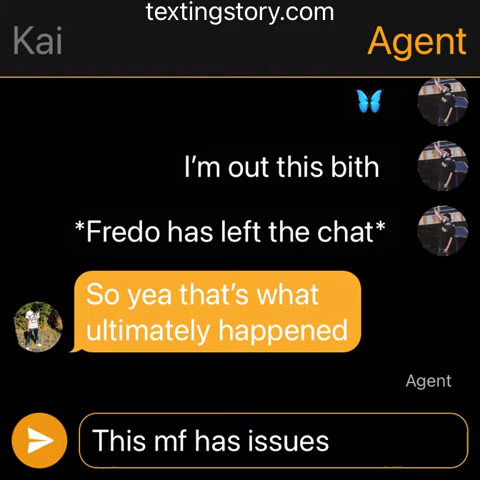 textingstory.com
Kai
Agent
🦋
I'm out this bith
*Fredo has left the chat*
So yea that's what
ultimately happened
Agent
This mf has issues